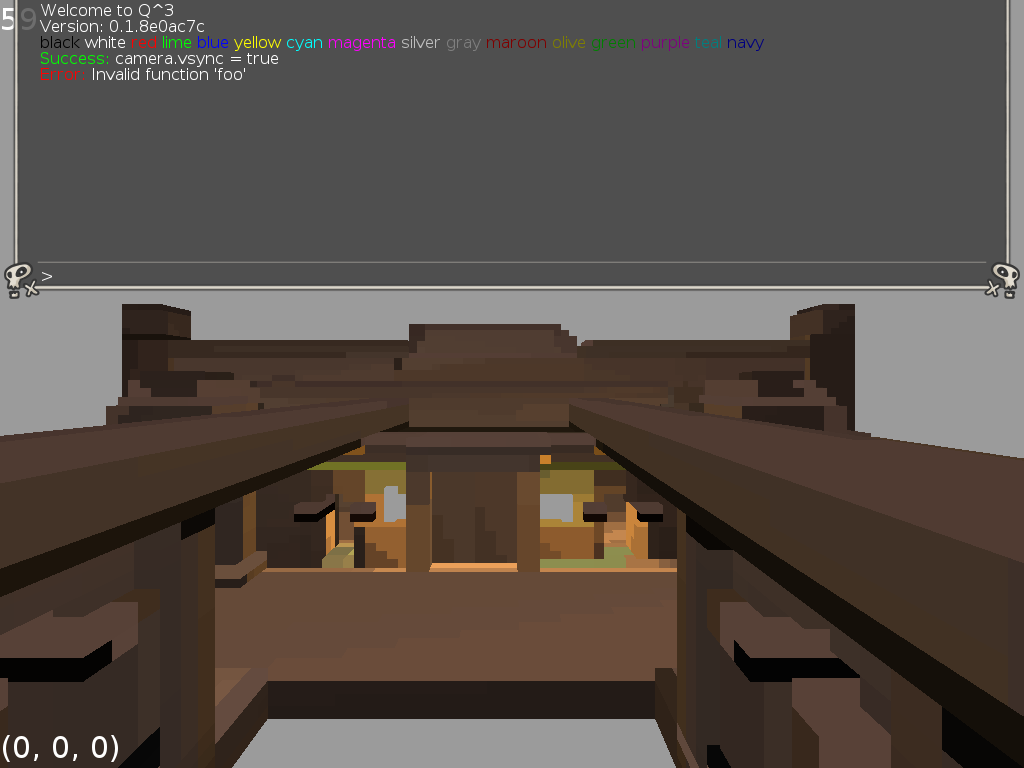 59
Welcome to Q^3
Version: 0.1.8e0ac7c
black white red lime blue yellow cyan magenta silver gray maroon olive green purple teal navy
Success: camera.vsync = true
Error: Invalid function 'foo'
>
(0, 0, 0)